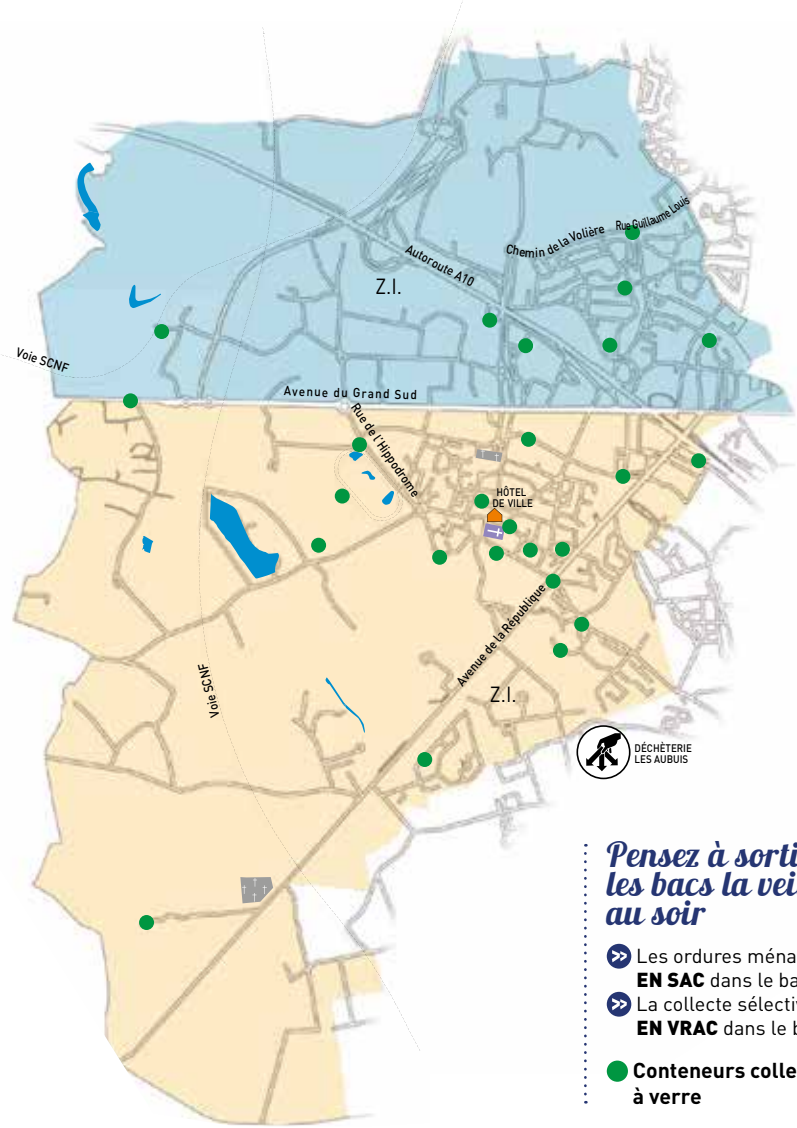 Rue Guillaume Louis
Chemin de la Volière
Autoroute A10
Z.I.
Voie SCNF
Avenue du Grand Sud
Rue de l'Hippodrome
HÔTEL
DE VILLE
Avenue de la République
Voie SCNF
Z.I.
DÉCHÈTERIE
LES AUBUIS
Pensez à sorti
les bacs la vei
au soir
>> Les ordures ména
EN SAC dans le ba
>> La collecte sélectiv
EN VRAC dans le b
Conteneurs colle
à verre